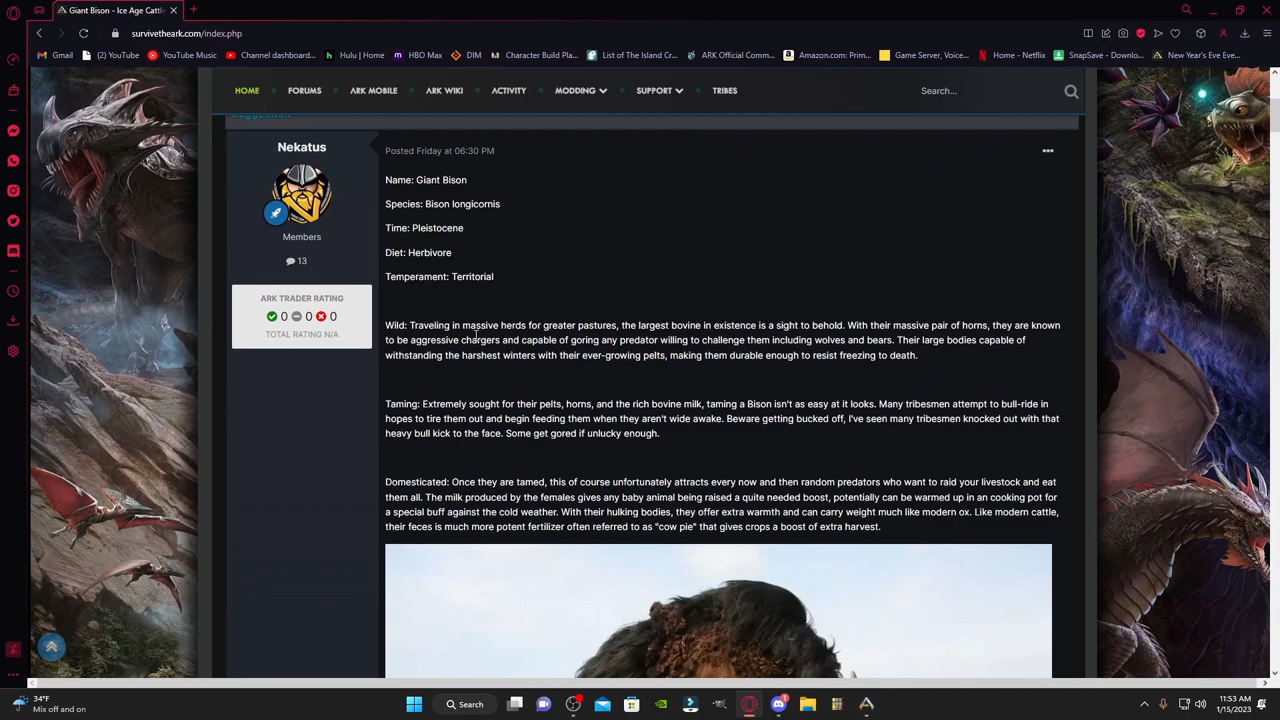 Giant Bison - Ice Age Cattl
survivetheark.com/index.php
Gmail
(2) YouTube
YouTube Music
Channel dashboard...
Hulu | Home
HBO Max
DIM
Character Build Pla...
List of The Island Cr...
ARK Official Comm...
Amazon.com: Prim...
Game Server, Voice...
Home - Netflix
SnapSave - Downlo...
New Year's Eve Eve...
HOME
FORUMS
ARK MOBILE
ARK WIKI
ACTIVITY
MODDING
SUPPORT
TRIBES
Search...
Suggestion
Nekatus
Members
13
ARK TRADER RATING
0 0 0
TOTAL RATING N/A
Posted Friday at 06:30 PM
Name: Giant Bison
Species: Bison longicornis
Time: Pleistocene
Diet: Herbivore
Temperament: Territorial
Wild: Traveling in massive herds for greater pastures, the largest bovine in existence is a sight to behold. With their massive pair of horns, they are known
to be aggressive chargers and capable of goring any predator willing to challenge them including wolves and bears. Their large bodies capable of
withstanding the harshest winters with their ever-growing pelts, making them durable enough to resist freezing to death.
Taming: Extremely sought for their pelts, horns, and the rich bovine milk, taming a Bison isn't as easy at it looks. Many tribesmen attempt to bull-ride in
hopes to tire them out and begin feeding them when they aren't wide awake. Beware getting bucked off, I've seen many tribesmen knocked out with that
heavy bull kick to the face. Some get gored if unlucky enough.
Domesticated: Once they are tamed, this of course unfortunately attracts every now and then random predators who want to raid your livestock and eat
them all. The milk produced by the females gives any baby animal being raised a quite needed boost, potentially can be warmed up in an cooking pot for
a special buff against the cold weather. With their hulking bodies, they offer extra warmth and can carry weight much like modern ox. Like modern cattle,
their feces is much more potent fertilizer often referred to as "cow pie" that gives crops a boost of extra harvest.
34°F
Mix off and on
Search
1
11:53 AM
1/15/2023